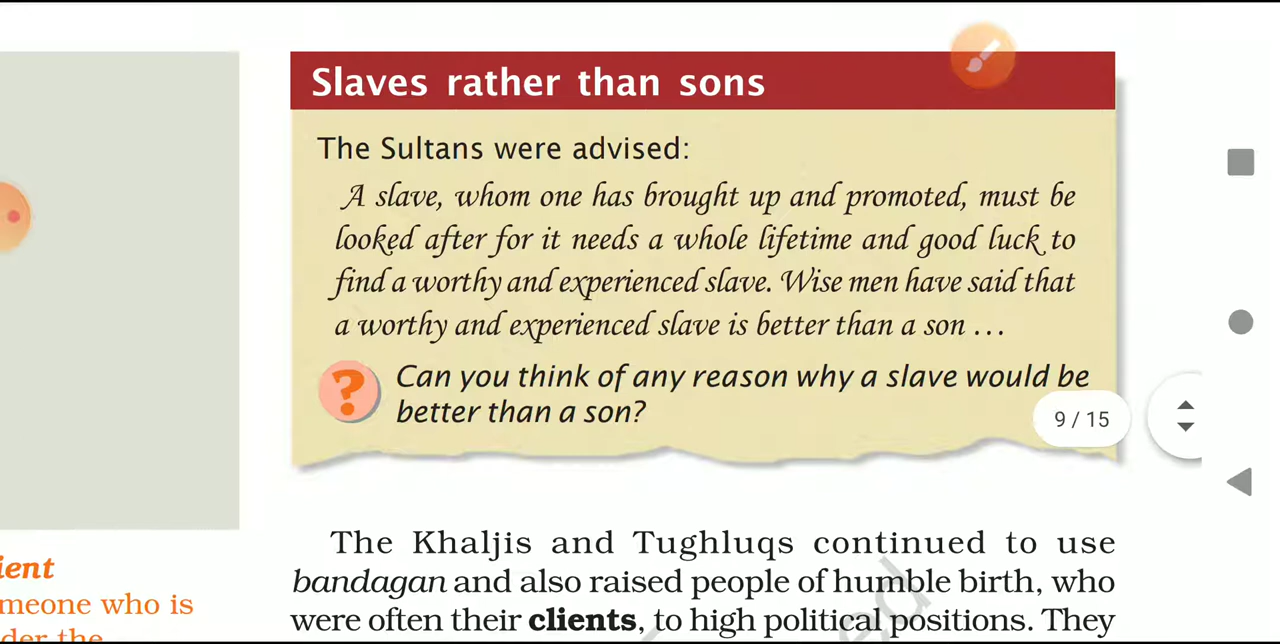 Slaves rather than sons
The Sultans were advised:
A slave, whom one has brought up and promoted, must be
looked after for it needs a whole lifetime and good luck to
find a worthy and experienced slave. Wise men have said that
a worthy and experienced slave is better than a son ...
?
Can you think of any reason why a slave would be
better than a son?
9 / 15
The Khaljis and Tughluqs continued to use
bandagan and also raised people of humble birth, who
were often their clients, to high political positions. They
ient
meone who is
der the